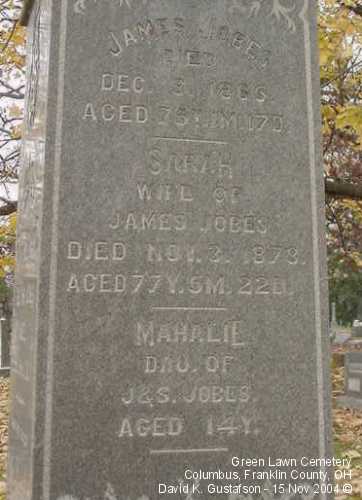 JAMES JOBES
DIED
DEC. 3, 1866.
AGED 75Y. 1M. 17D.
SARAH
WIFE OF
JAMES JOBES
DIED NOV. 3. 1873.
AGED 77Y. 5M. 22D.
MAHALIE
DAU. OF
J & S. JOBES
AGED 14Y.
Green Lawn Cemetery
Columbus, Franklin County, OH
David K. Gustafson - 15 Nov 2004 ©